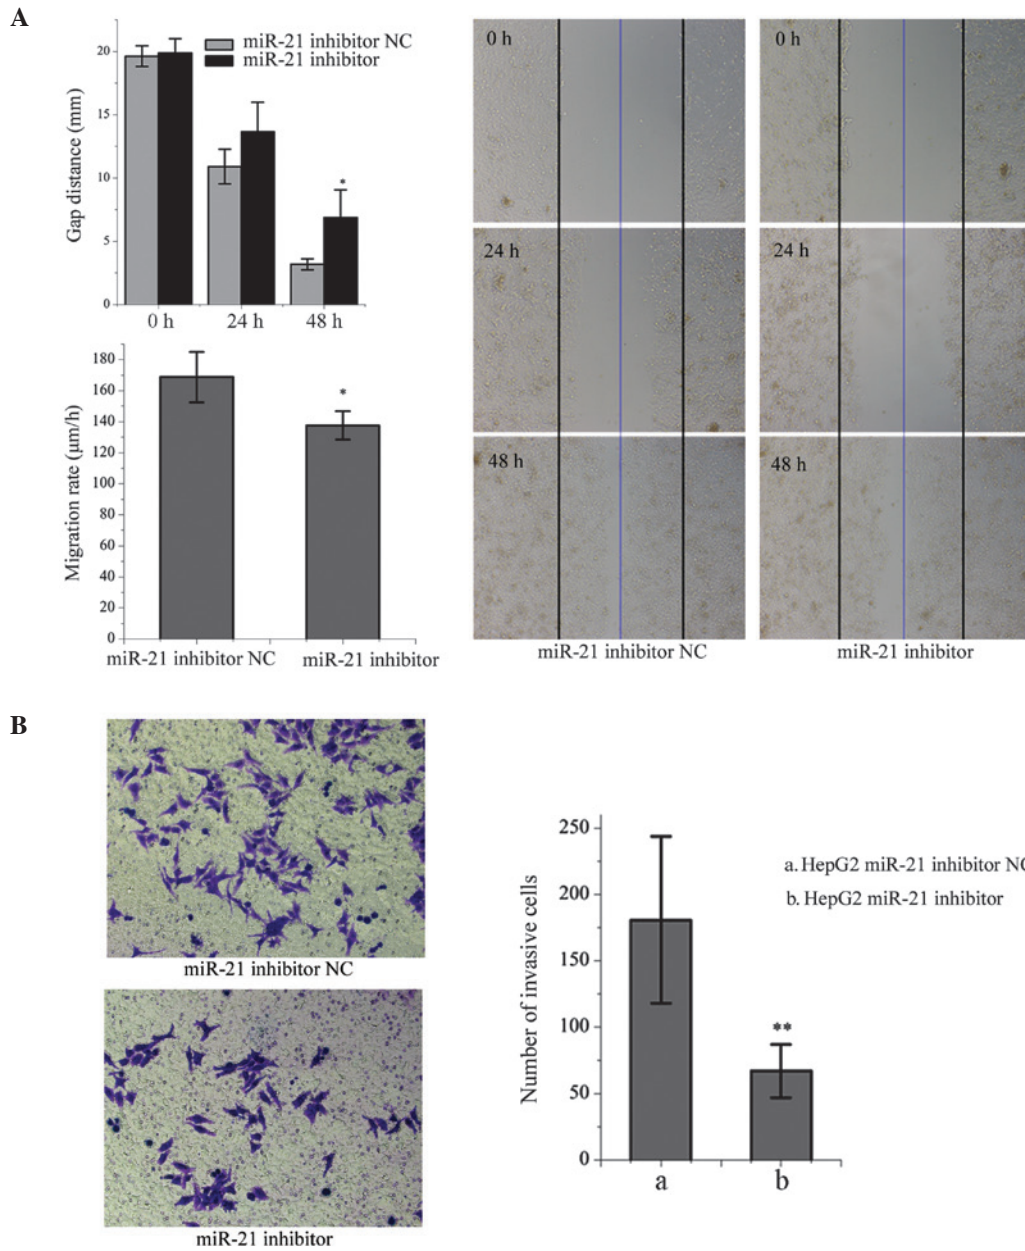 A
miR-21 inhibitor NC
miR-21 inhibitor
Gap distance (mm)
20
15
10
5
0
*
0 h
24 h
48 h
Migration rate (µm/h)
180
160
140
120
100
80
60
40
20
0
*
miR-21 inhibitor NC
miR-21 inhibitor
0 h
0 h
24 h
24 h
48 h
48 h
miR-21 inhibitor NC
miR-21 inhibitor
B
miR-21 inhibitor NC
miR-21 inhibitor
Number of invasive cells
250
200
150
100
50
0
**
a
b
a. HepG2 miR-21 inhibitor NC
b. HepG2 miR-21 inhibitor